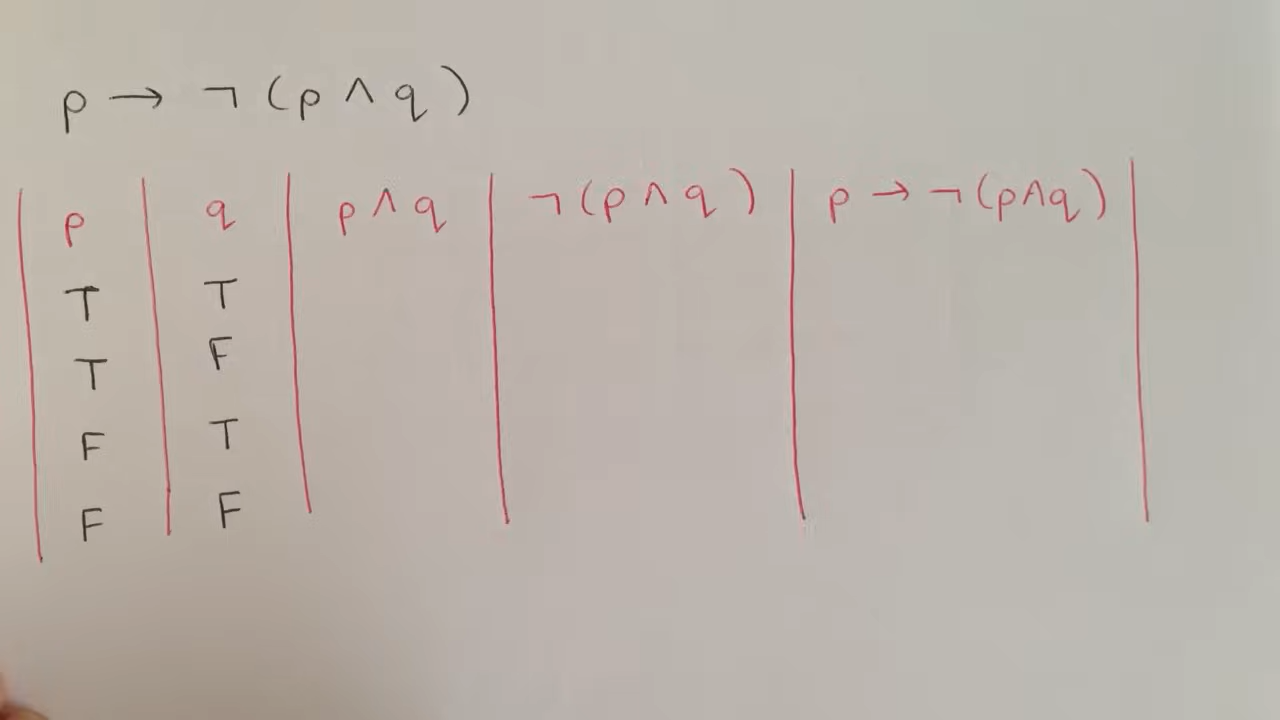 p → ¬ (p ∧ q)
p q p ∧ q ¬ (p ∧ q) p → ¬ (p ∧ q)
T T
T F
F T
F F